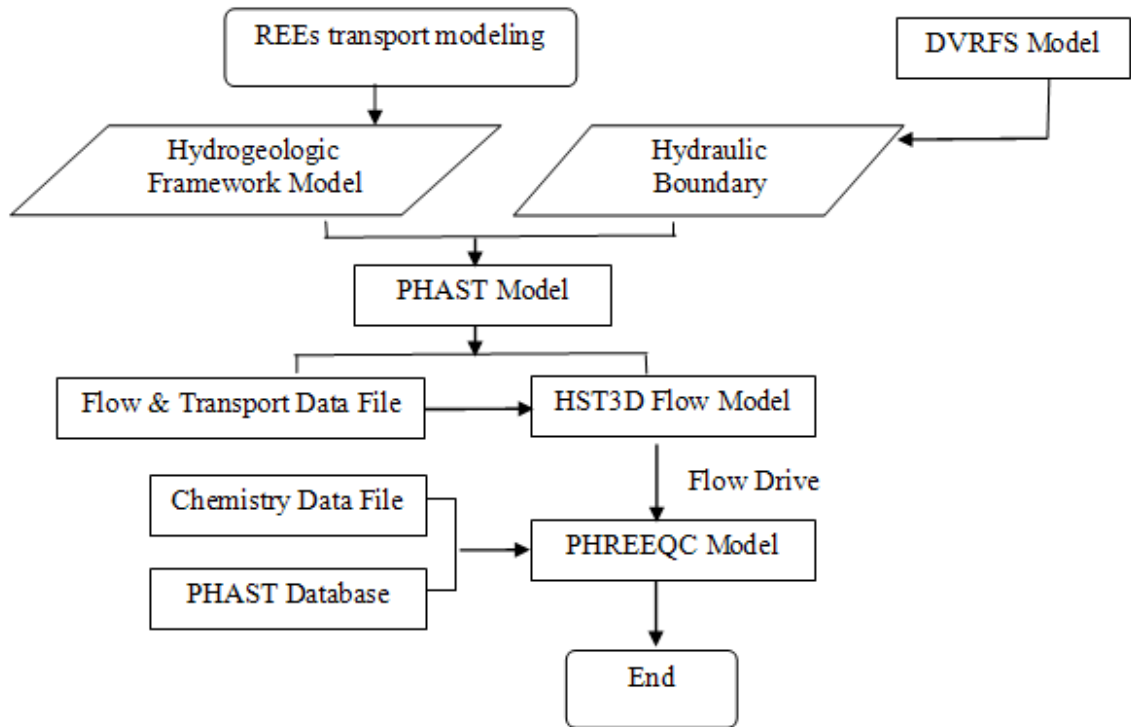 REEs transport modeling
DVRFS Model
Hydrogeologic
Framework Model
Hydraulic
Boundary
PHAST Model
Flow & Transport Data File
HST3D Flow Model
Flow Drive
Chemistry Data File
PHREEQC Model
PHAST Database
End